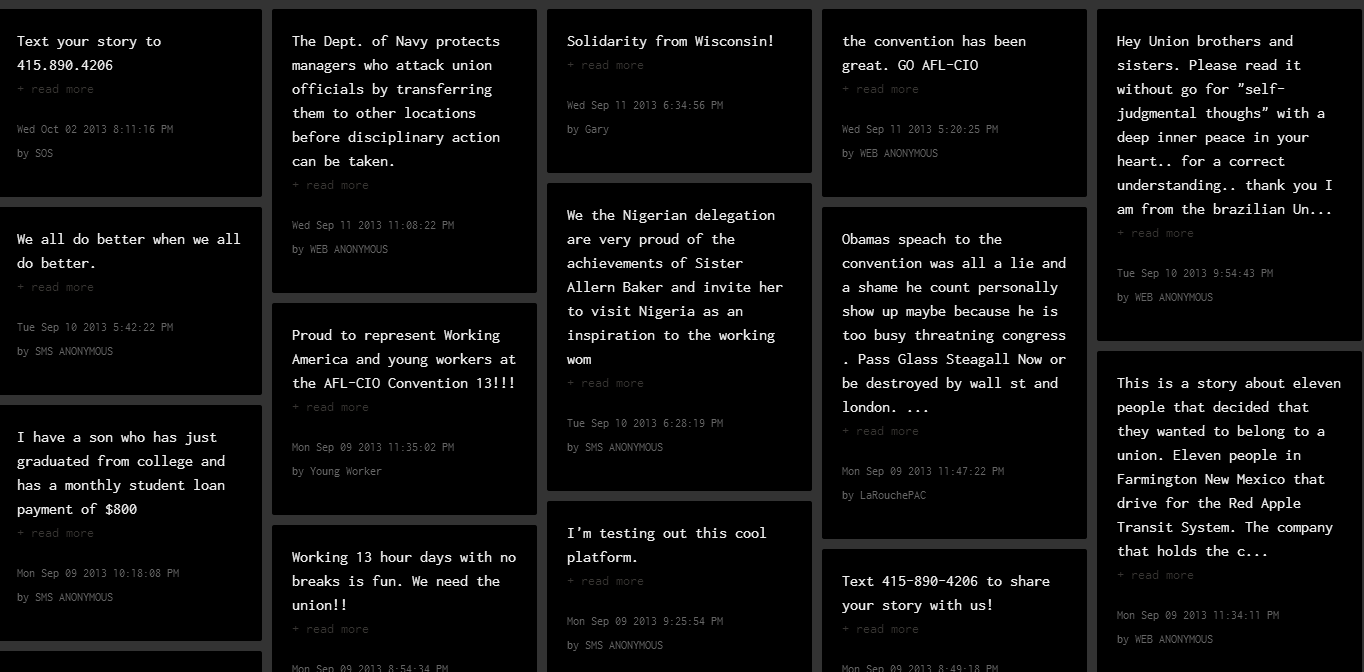 Text your story to
415.890.4206
+ read more
Wed Oct 02 2013 8:11:16 PM
by SOS
We all do better when we all
do better.
+ read more
Tue Sep 10 2013 5:42:22 PM
by SMS ANONYMOUS
I have a son who has just
graduated from college and
has a monthly student loan
payment of $800
+ read more
Mon Sep 09 2013 10:18:08 PM
by SMS ANONYMOUS
The Dept. of Navy protects
managers who attack union
officials by transferring
them to other locations
before disciplinary action
can be taken.
+ read more
Wed Sep 11 2013 11:08:22 PM
by WEB ANONYMOUS
Proud to represent Working
America and young workers at
the AFL-CIO Convention 13!!!
+ read more
Mon Sep 09 2013 11:35:02 PM
by Young Worker
Working 13 hour days with no
breaks is fun. We need the
union!!
+ read more
Mon Sep 09 2013 8:54:34 PM
Solidarity from Wisconsin!
+ read more
Wed Sep 11 2013 6:34:56 PM
by Gary
We the Nigerian delegation
are very proud of the
achievements of Sister
Allern Baker and invite her
to visit Nigeria as an
inspiration to the working
wom
+ read more
Tue Sep 10 2013 6:28:19 PM
by SMS ANONYMOUS
I'm testing out this cool
platform.
+ read more
Mon Sep 09 2013 9:25:54 PM
by SMS ANONYMOUS
the convention has been
great. GO AFL-CIO
+ read more
Wed Sep 11 2013 5:20:25 PM
by WEB ANONYMOUS
Obamas speach to the
convention was all a lie and
a shame he count personally
show up maybe because he is
too busy threatning congress
. Pass Glass Steagall Now or
be destroyed by wall st and
london. ...
+ read more
Mon Sep 09 2013 11:47:22 PM
by LaRouchePAC
Text 415-890-4206 to share
your story with us!
+ read more
Mon Sep 09 2013 8:49:18 PM
Hey Union brothers and
sisters. Please read it
without go for "self-
judgmental thoughs" with a
deep inner peace in your
heart.. for a correct
understanding.. thank you I
am from the brazilian Un...
+ read more
Tue Sep 10 2013 9:54:43 PM
by WEB ANONYMOUS
This is a story about eleven
people that decided that
they wanted to belong to a
union. Eleven people in
Farmington New Mexico that
drive for the Red Apple
Transit System. The company
that holds the c...
+ read more
Mon Sep 09 2013 11:34:11 PM
by WEB ANONYMOUS